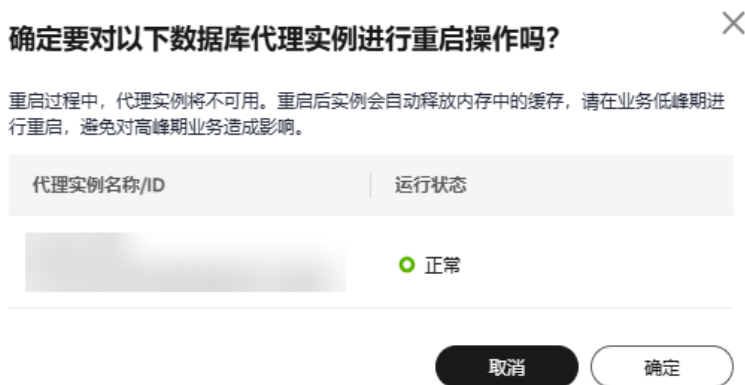 确定要对以下数据库代理实例进行重启操作吗？
重启过程中，代理实例将不可用。重启后实例会自动释放内存中的缓存，请在业务低峰期进
行重启，避免对高峰期业务造成影响。
代理实例名称/ID 运行状态
正常
取消 确定